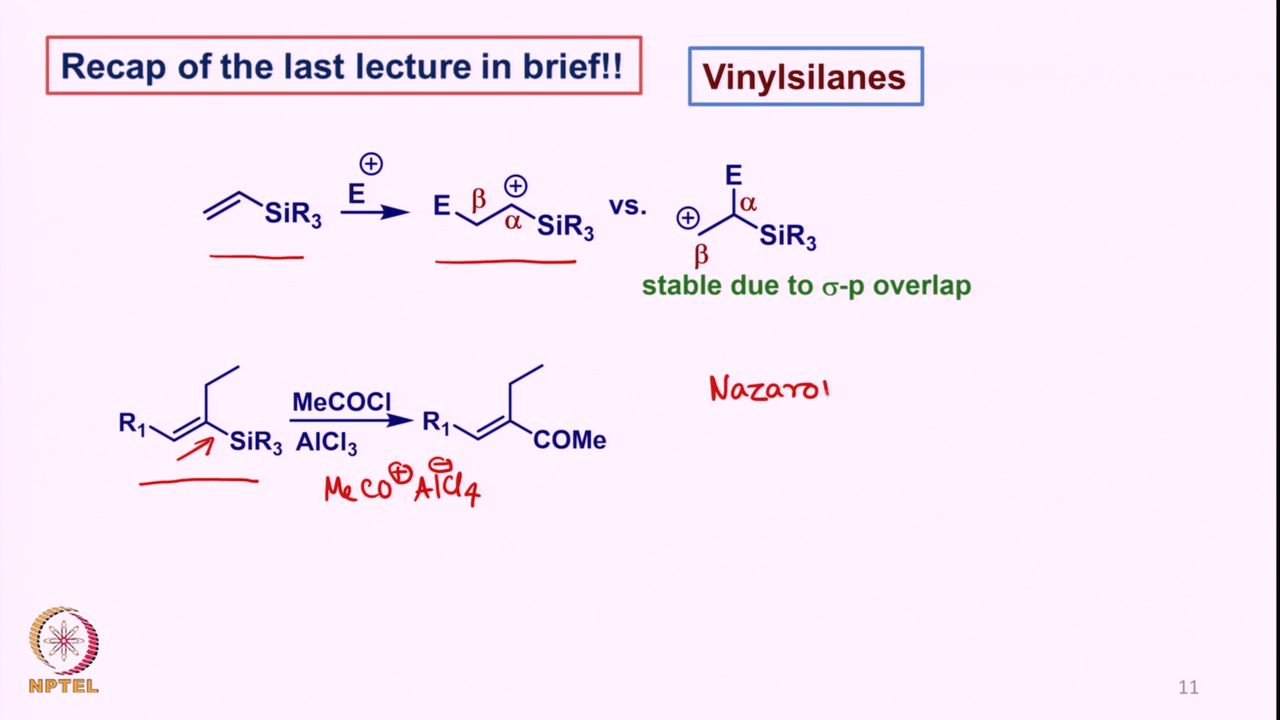 Recap of the last lecture in brief!!
Vinylsilanes
SiR3 E ⊕ E β ⊕ α SiR3 vs. E ⊕ α β SiR3
stable due to σ-p overlap
R1 SiR3 MeCOCl AlCl3 R1 COMe
MeCO⊕ AlCl4⊖
Nazaro
NPTEL
11